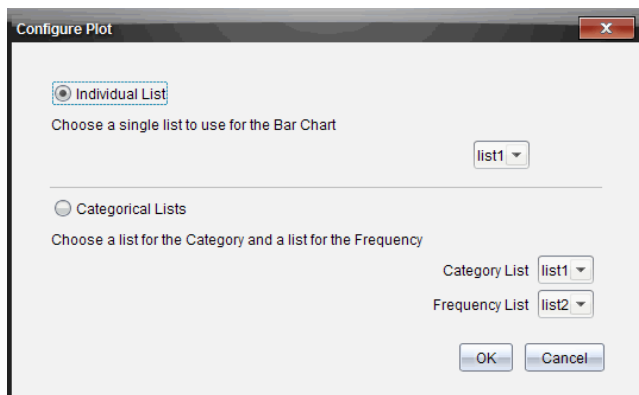 Configure Plot
Individual List
Choose a single list to use for the Bar Chart
list1
Categorical Lists
Choose a list for the Category and a list for the Frequency
Category List list1
Frequency List list2
OK Cancel